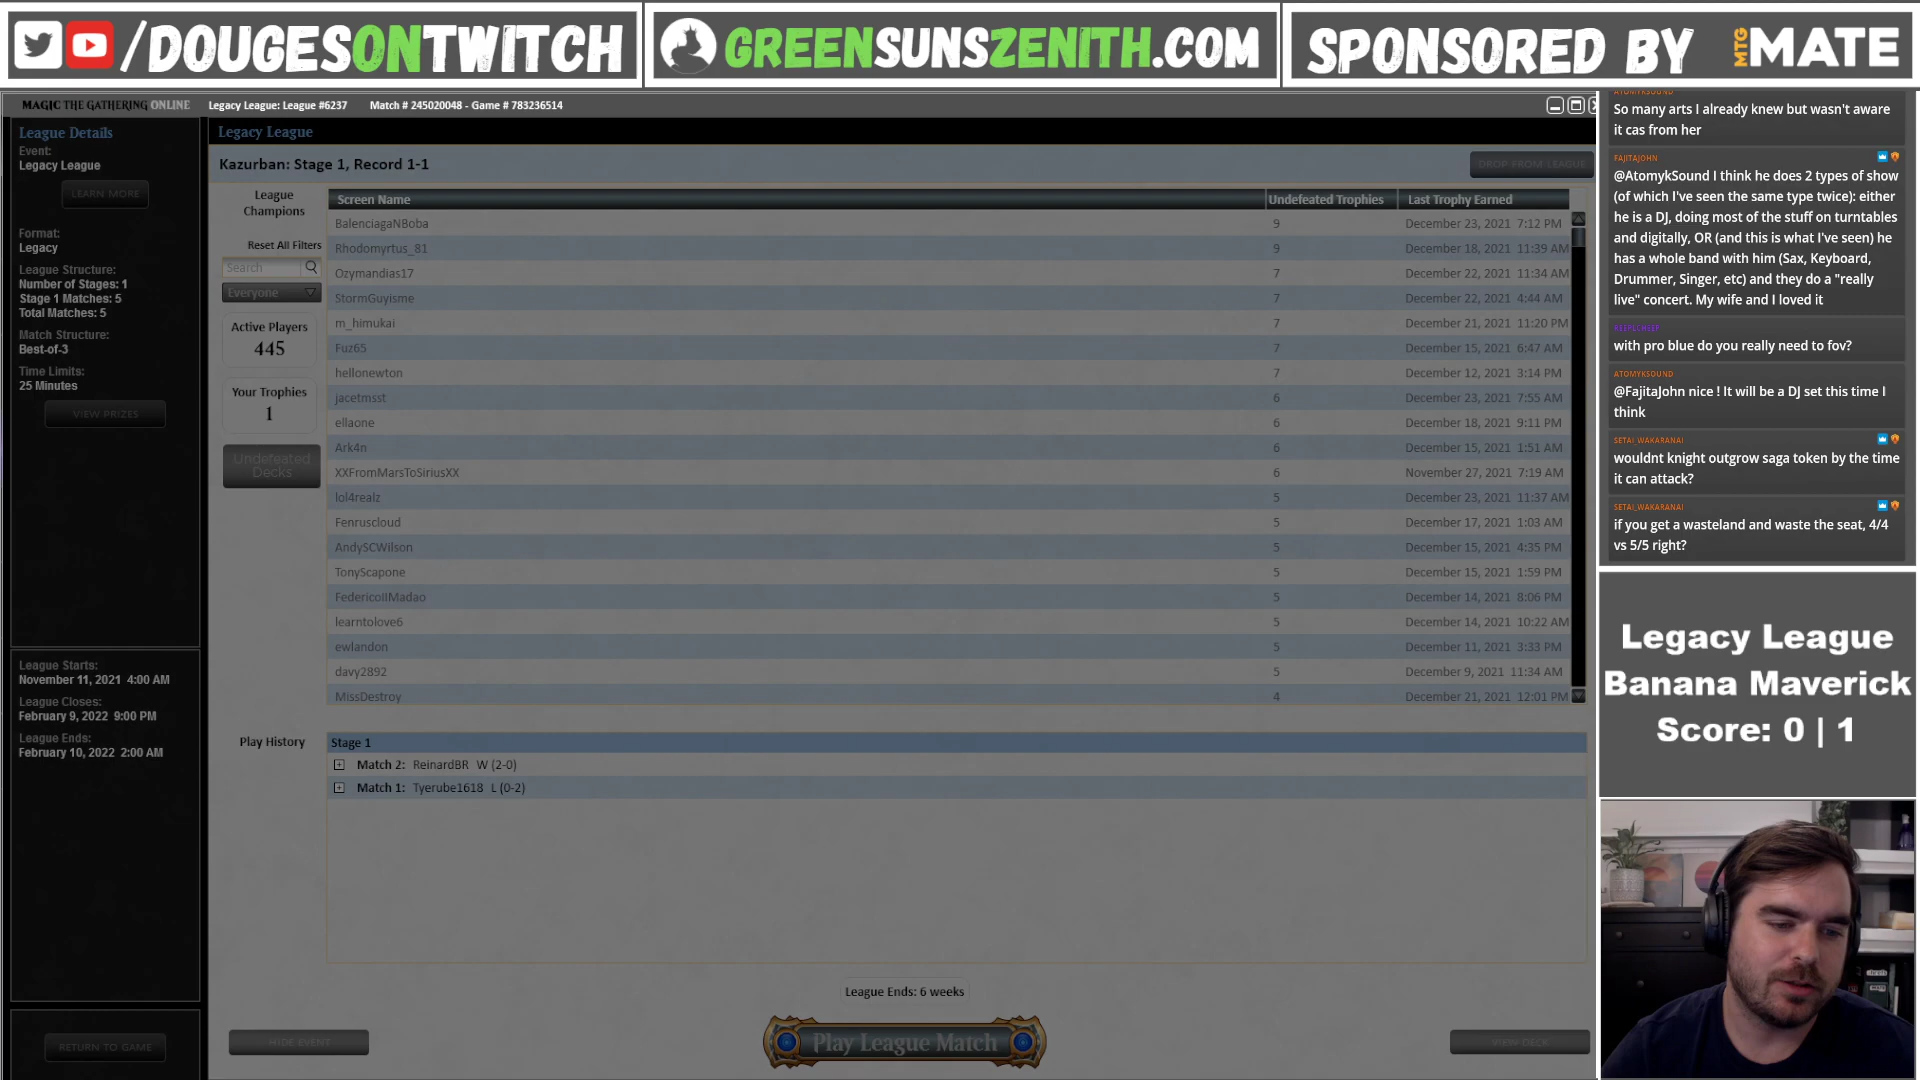 /DOUGESONTWITCH
GREENSUNSZENITH.COM
SPONSORED BY MTG MATE
MAGIC THE GATHERING ONLINE
Legacy League: League #6237
Match # 245020048 - Game # 783236514
League Details
Event:
Legacy League
LEARN MORE
Format:
Legacy
League Structure:
Number of Stages: 1
Stage 1 Matches: 5
Total Matches: 5
Match Structure:
Best-of-3
Time Limits:
25 Minutes
VIEW PRIZES
League Starts:
November 11, 2021 4:00 AM
League Closes:
February 9, 2022 9:00 PM
League Ends:
February 10, 2022 2:00 AM
RETURN TO GAME
Legacy League
Kazurban: Stage 1, Record 1-1
DROP FROM LEAGUE
League
Champions
Reset All Filters
Search
Everyone
Active Players
445
Your Trophies
1
Undefeated
Decks
Screen Name Undefeated Trophies Last Trophy Earned
BalenciagaNBoba 9 December 23, 2021 7:12 PM
Rhodomyrtus_81 9 December 18, 2021 11:39 AM
Ozymandias17 7 December 22, 2021 11:34 AM
StormGuyisme 7 December 22, 2021 4:44 AM
m_himukai 7 December 21, 2021 11:20 PM
Fuz65 7 December 15, 2021 6:47 AM
hellonewton 7 December 12, 2021 3:14 PM
jacetmsst 6 December 23, 2021 7:55 AM
ellaone 6 December 18, 2021 9:11 PM
Ark4n 6 December 15, 2021 1:51 AM
XXFromMarsToSiriusXX 6 November 27, 2021 7:19 AM
lol4realz 5 December 23, 2021 11:37 AM
Fenruscloud 5 December 17, 2021 1:03 AM
AndySCWilson 5 December 15, 2021 4:35 PM
TonyScapone 5 December 15, 2021 1:59 PM
FedericoIIMadao 5 December 14, 2021 8:06 PM
learntolove6 5 December 14, 2021 10:22 AM
ewlandon 5 December 11, 2021 3:33 PM
davy2892 5 December 9, 2021 11:34 AM
MissDestroy 4 December 21, 2021 12:01 PM
Play History
Stage 1
Match 2: ReinardBR W (2-0)
Match 1: Tyerube1618 L (0-2)
League Ends: 6 weeks
HIDE EVENT
Play League Match
VIEW DECK
ATOMYKSOUND
So many arts I already knew but wasn't aware
it cas from her
FAJITAJOHN
@AtomykSound I think he does 2 types of show
(of which I've seen the same type twice): either
he is a DJ, doing most of the stuff on turntables
and digitally, OR (and this is what I've seen) he
has a whole band with him (Sax, Keyboard,
Drummer, Singer, etc) and they do a "really
live" concert. My wife and I loved it
with pro blue do you really need to fov?
ATOMYKSOUND
@FajitaJohn nice ! It will be a DJ set this time I
think
SETAI_WAKARANAI
wouldnt knight outgrow saga token by the time
it can attack?
SETAI_WAKARANAI
if you get a wasteland and waste the seat, 4/4
vs 5/5 right?
Legacy League
Banana Maverick
Score: 0 | 1